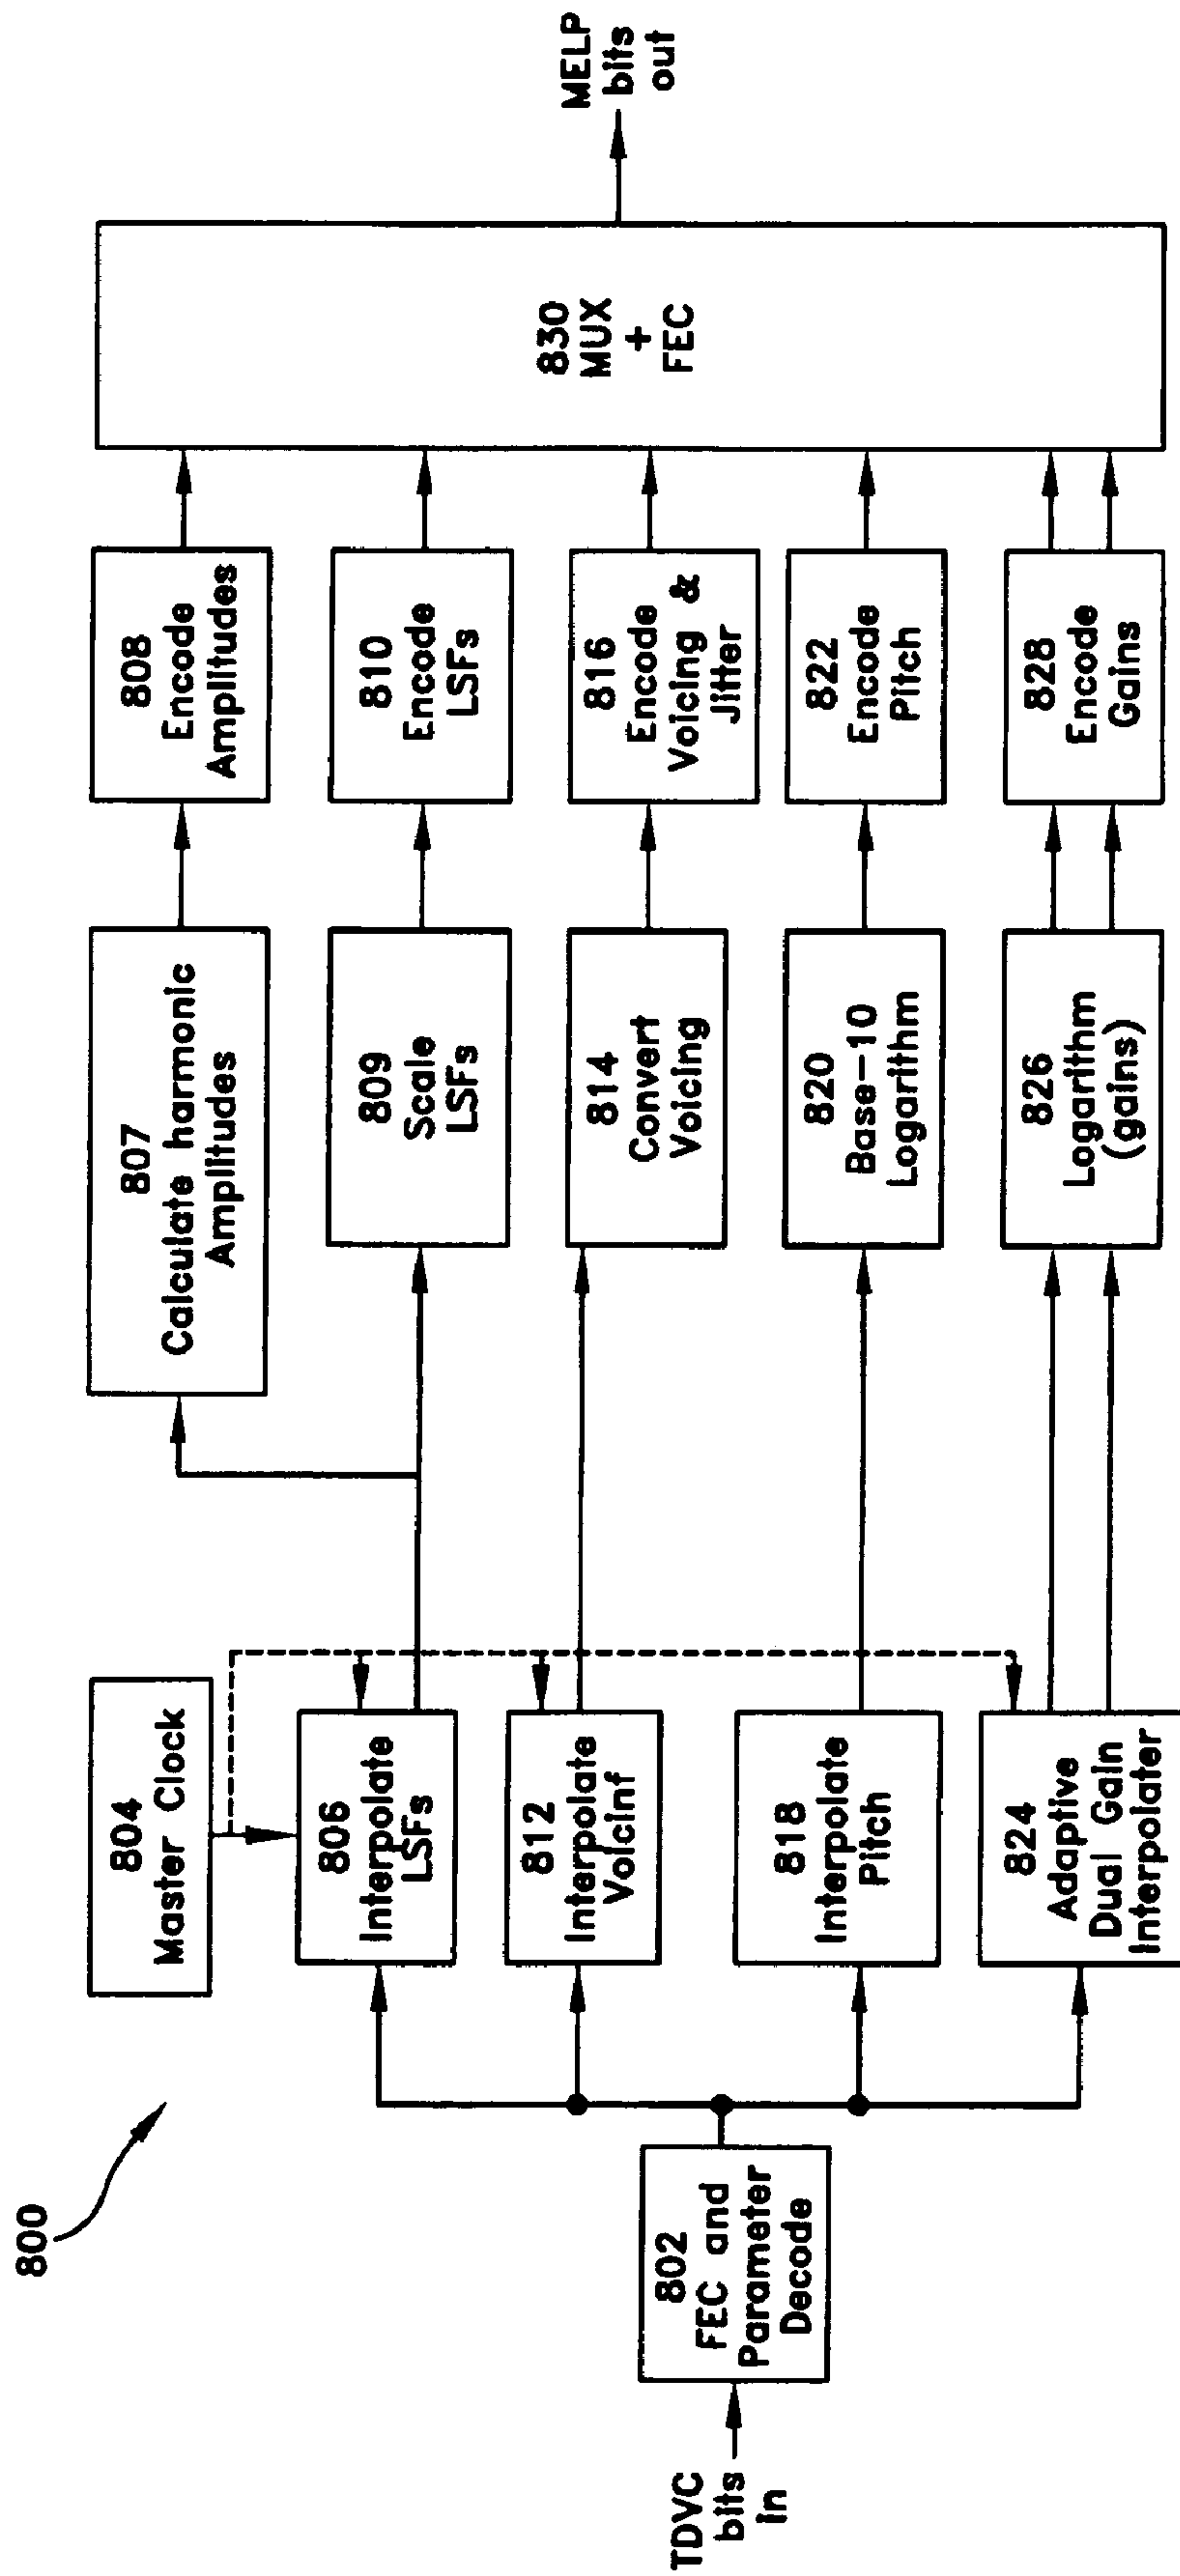 800
TDVC
bits
in
802
FEC and
Parameter
Decode
804
Master Clock
806
Interpolate
LSFs
812
Interpolate
Voicinf
818
Interpolate
Pitch
824
Adaptive
Dual Gain
Interpolater
807
Calculate harmonic
Amplitudes
809
Scale
LSFs
814
Convert
Voicing
820
Base-10
Logarithm
826
Logarithm
(gains)
808
Encode
Amplitudes
810
Encode
LSFs
816
Encode
Voicing &
Jitter
822
Encode
Pitch
828
Encode
Gains
830
MUX
+
FEC
MELP
bits
out